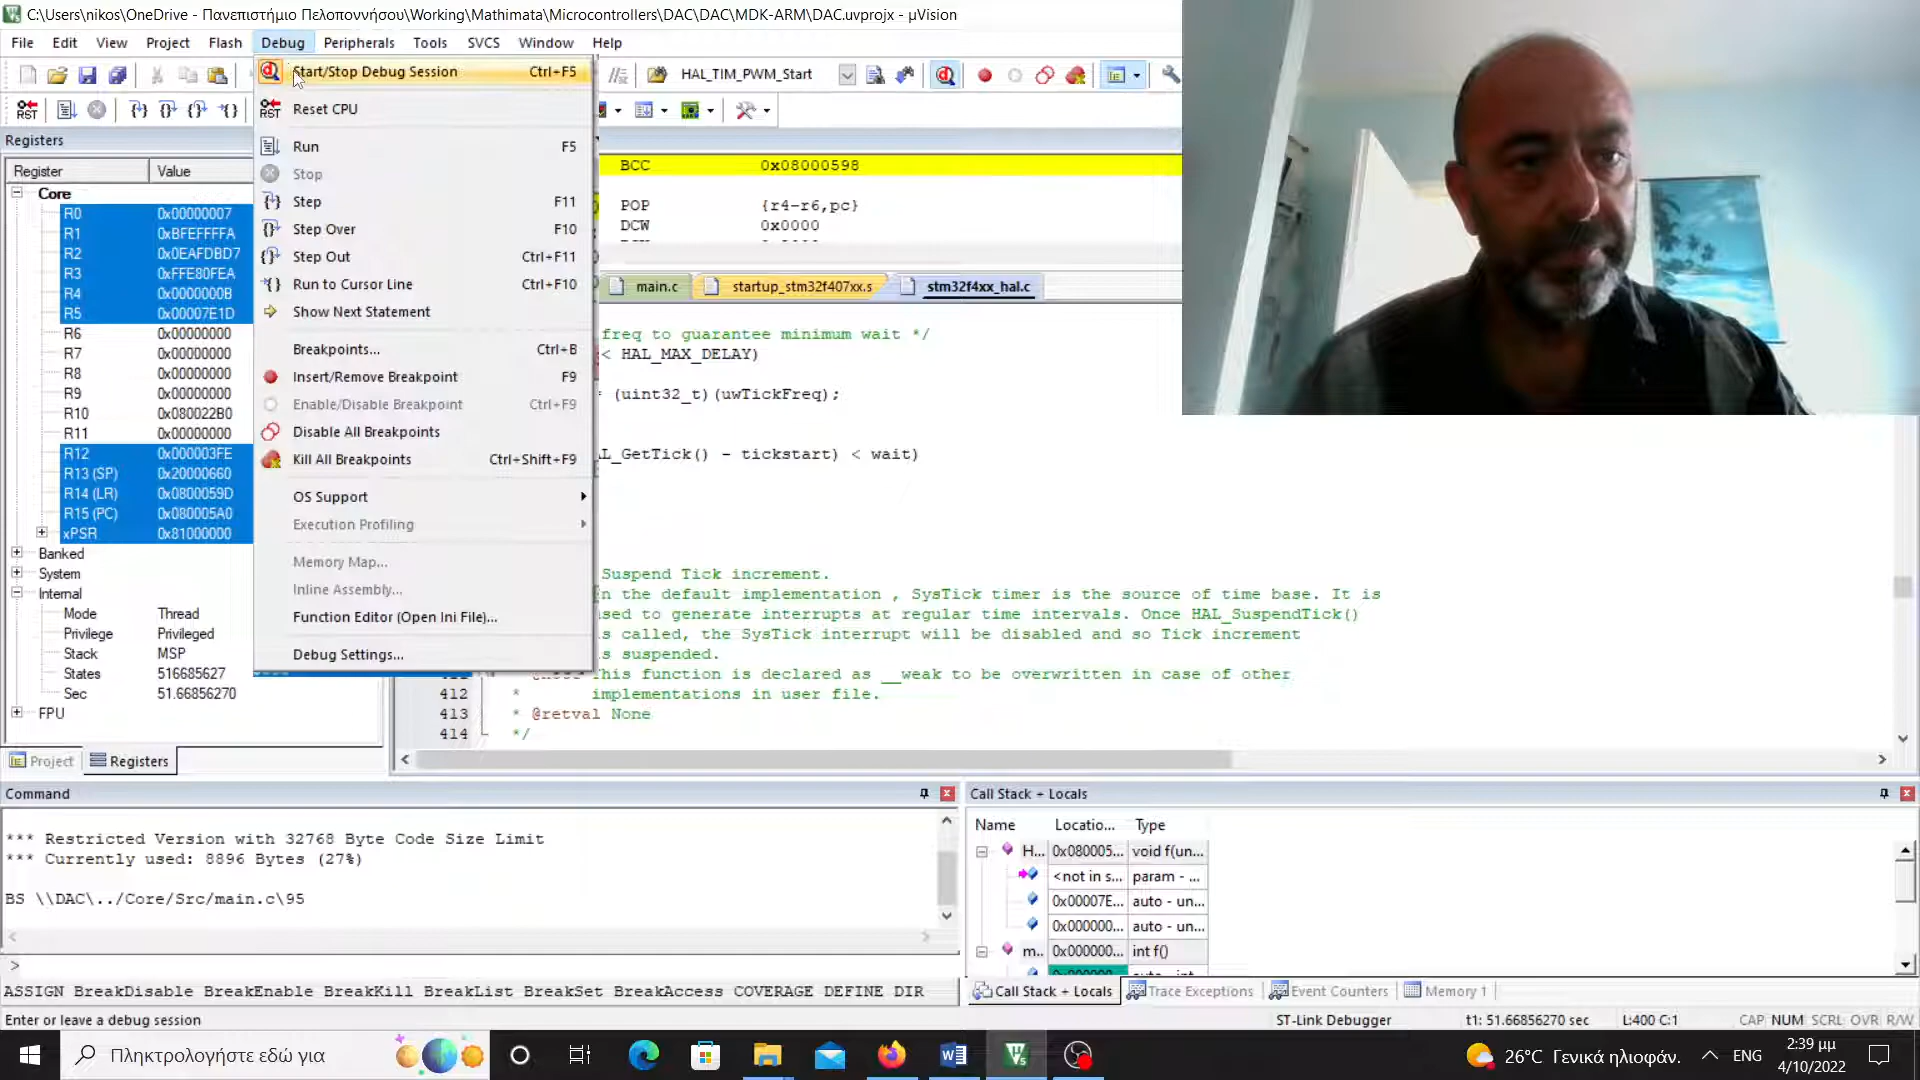 C:\Users\nikos\OneDrive - Πανεπιστήμιο Πελοποννήσου\Working\Mathimata\Microcontrollers\DAC\DAC\MDK-ARM\DAC.uvprojx - µVision
File Edit View Project Flash Debug Peripherals Tools SVCS Window Help
HAL_TIM_PWM_Start
Start/Stop Debug Session Ctrl+F5
Reset CPU
Run F5
Stop
Step F11
Step Over F10
Step Out Ctrl+F11
Run to Cursor Line Ctrl+F10
Show Next Statement
Breakpoints... Ctrl+B
Insert/Remove Breakpoint F9
Enable/Disable Breakpoint Ctrl+F9
Disable All Breakpoints
Kill All Breakpoints Ctrl+Shift+F9
OS Support
Execution Profiling
Memory Map...
Inline Assembly...
Function Editor (Open Ini File)...
Debug Settings...
Registers
Register Value
Core
R0 0x00000007
R1 0xBFEFFFFA
R2 0x0EAFDBD7
R3 0xFFE80FEA
R4 0x0000000B
R5 0x00007E1D
R6 0x00000000
R7 0x00000000
R8 0x00000000
R9 0x00000000
R10 0x080022B0
R11 0x00000000
R12 0x000003FE
R13 (SP) 0x20000660
R14 (LR) 0x0800059D
R15 (PC) 0x080005A0
xPSR 0x81000000
Banked
System
Internal
Mode Thread
Privilege Privileged
Stack MSP
States 516685627
Sec 51.66856270
FPU
Project Registers
BCC 0x08000598
POP {r4-r6,pc}
DCW 0x0000
main.c startup_stm32f407xx.s stm32f4xx_hal.c
freq to guarantee minimum wait */
< HAL_MAX_DELAY)
(uint32_t)(uwTickFreq);
L_GetTick() - tickstart) < wait)
Suspend Tick increment.
n the default implementation , SysTick timer is the source of time base. It is
sed to generate interrupts at regular time intervals. Once HAL_SuspendTick()
s called, the SysTick interrupt will be disabled and so Tick increment
s suspended.
his function is declared as __weak to be overwritten in case of other
412 * implementations in user file.
413 * @retval None
414 */
Command
*** Restricted Version with 32768 Byte Code Size Limit
*** Currently used: 8896 Bytes (27%)
BS \\DAC\../Core/Src/main.c\95
>
ASSIGN BreakDisable BreakEnable BreakKill BreakList BreakSet BreakAccess COVERAGE DEFINE DIR
Call Stack + Locals
Name Locatio... Type
H... 0x080005... void f(un...
<not in s... param - ...
0x00007E... auto - un...
0x000000... auto - un...
m... 0x000000... int f()
Call Stack + Locals Trace Exceptions Event Counters Memory 1
Enter or leave a debug session ST-Link Debugger t1: 51.66856270 sec L:400 C:1 CAP NUM SCRL OVR R/W
Πληκτρολογήστε εδώ για 26°C Γενικά ηλιοφάν. ENG 2:39 μμ
4/10/2022